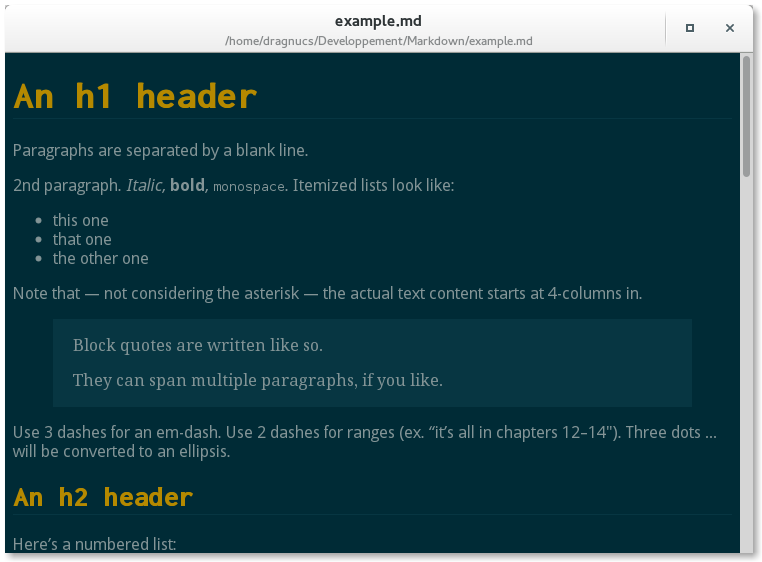 example.md
/home/dragnucs/Developpement/Markdown/example.md
An h1 header
Paragraphs are separated by a blank line.
2nd paragraph. Italic, bold, monospace. Itemized lists look like:
• this one
• that one
• the other one
Note that — not considering the asterisk — the actual text content starts at 4-columns in.
Block quotes are written like so.
They can span multiple paragraphs, if you like.
Use 3 dashes for an em-dash. Use 2 dashes for ranges (ex. “it’s all in chapters 12–14"). Three dots ...
will be converted to an ellipsis.
An h2 header
Here’s a numbered list: